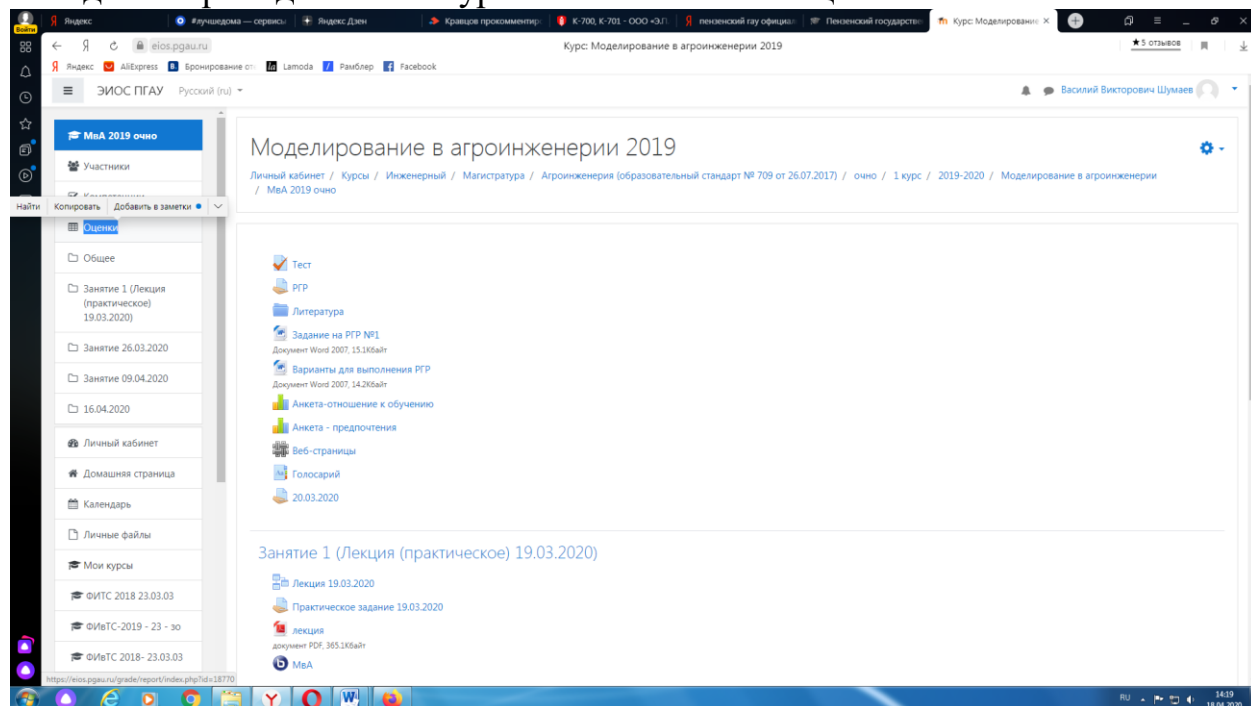 Яндекс
#лучшедома — сервисы
Яндекс.Дзен
Кравцов прокомментиро
К-700, К-701 - ООО «ЭЛ
пензенский гау официал
Пензенский государстве
Курс: Моделирование
Войти
eios.pgau.ru
Курс: Моделирование в агроинженерии 2019
★ 5 отзывов
Яндекс
AliExpress
Бронирование от
Lamoda
Рамблер
Facebook
ЭИОС ПГАУ
Русский (ru)
Василий Викторович Шумаев
МвА 2019 очно
Участники
Компетенции
Найти
Копировать
Добавить в заметки
Оценки
Общее
Занятие 1 (Лекция
(практическое)
19.03.2020)
Занятие 26.03.2020
Занятие 09.04.2020
16.04.2020
Личный кабинет
Домашняя страница
Календарь
Личные файлы
Мои курсы
ФИТС 2018 23.03.03
ФИвТС-2019 - 23 - зо
ФИвТС 2018- 23.03.03
Моделирование в агроинженерии 2019
Личный кабинет / Курсы / Инженерный / Магистратура / Агроинженерия (образовательный стандарт № 709 от 26.07.2017) / очно / 1 курс / 2019-2020 / Моделирование в агроинженерии
/ МвА 2019 очно
Тест
РГР
Литература
Задание на РГР №1
Документ Word 2007, 15.1Кбайт
Варианты для выполнения РГР
Документ Word 2007, 14.2Кбайт
Анкета-отношение к обучению
Анкета - предпочтения
Веб-страницы
Голосарий
20.03.2020
Занятие 1 (Лекция (практическое) 19.03.2020)
Лекция 19.03.2020
Практическое задание 19.03.2020
лекция
документ PDF, 365.1Кбайт
МвА
https://eios.pgau.ru/grade/report/index.php?id=18770
RU
14:19
18.04.2020